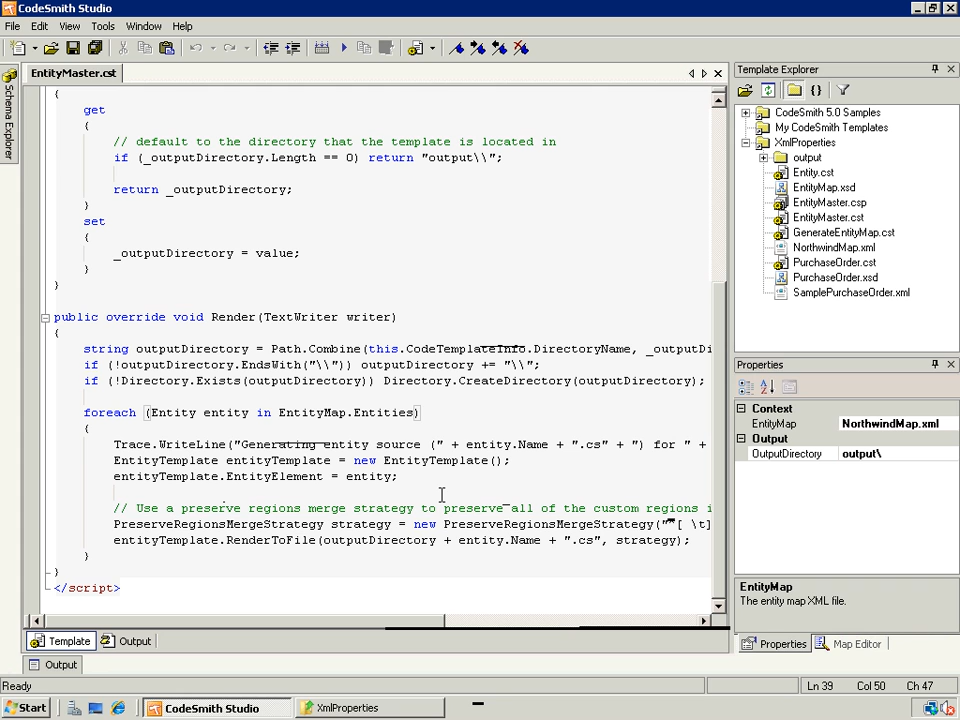 CodeSmith Studio
File Edit View Tools Window Help
EntityMaster.cst
Schema Explorer
{
get
{
// default to the directory that the template is located in
if (_outputDirectory.Length == 0) return "output\\";
return _outputDirectory;
}
set
{
_outputDirectory = value;
}
}
public override void Render(TextWriter writer)
{
string outputDirectory = Path.Combine(this.CodeTemplateInfo.DirectoryName, _outputDi
if (!outputDirectory.EndsWith("\\")) outputDirectory += "\\";
if (!Directory.Exists(outputDirectory)) Directory.CreateDirectory(outputDirectory);
foreach (Entity entity in EntityMap.Entities)
{
Trace.WriteLine("Generating entity source (" + entity.Name + ".cs" + ") for " +
EntityTemplate entityTemplate = new EntityTemplate();
entityTemplate.EntityElement = entity;
// Use a preserve regions merge strategy to preserve all of the custom regions i
PreserveRegionsMergeStrategy strategy = new PreserveRegionsMergeStrategy("^[ \t]
entityTemplate.RenderToFile(outputDirectory + entity.Name + ".cs", strategy);
}
}
</script>
Template Output
Output
Template Explorer
CodeSmith 5.0 Samples
My CodeSmith Templates
XmlProperties
output
Entity.cst
EntityMap.xsd
EntityMaster.csp
EntityMaster.cst
GenerateEntityMap.cst
NorthwindMap.xml
PurchaseOrder.cst
PurchaseOrder.xsd
SamplePurchaseOrder.xml
Properties
Context
EntityMap NorthwindMap.xml
Output
OutputDirectory output\
EntityMap
The entity map XML file.
Properties Map Editor
Ready Ln 39 Col 50 Ch 47
Start CodeSmith Studio XmlProperties